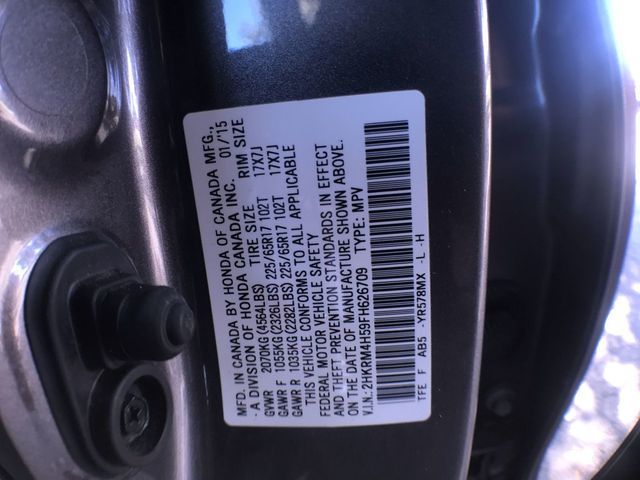 MFD. IN CANADA BY HONDA OF CANADA MFG.,
- A DIVISION OF HONDA CANADA INC. 01/'15
TIRE SIZE RIM SIZE
GVWR 2070KG (4564LBS)
GAWR F 1055KG (2326LBS) 225/65R17 102T 17X7J
GAWR R 1035KG (2282LBS) 225/65R17 102T 17X7J
THIS VEHICLE CONFORMS TO ALL APPLICABLE
FEDERAL MOTOR VEHICLE SAFETY
AND THEFT PREVENTION STANDARDS IN EFFECT
ON THE DATE OF MANUFACTURE SHOWN ABOVE.
V.I.N.: 2HKRM4H59FH626709 TYPE: MPV
TFE F AB5 -YR578MX -L -H